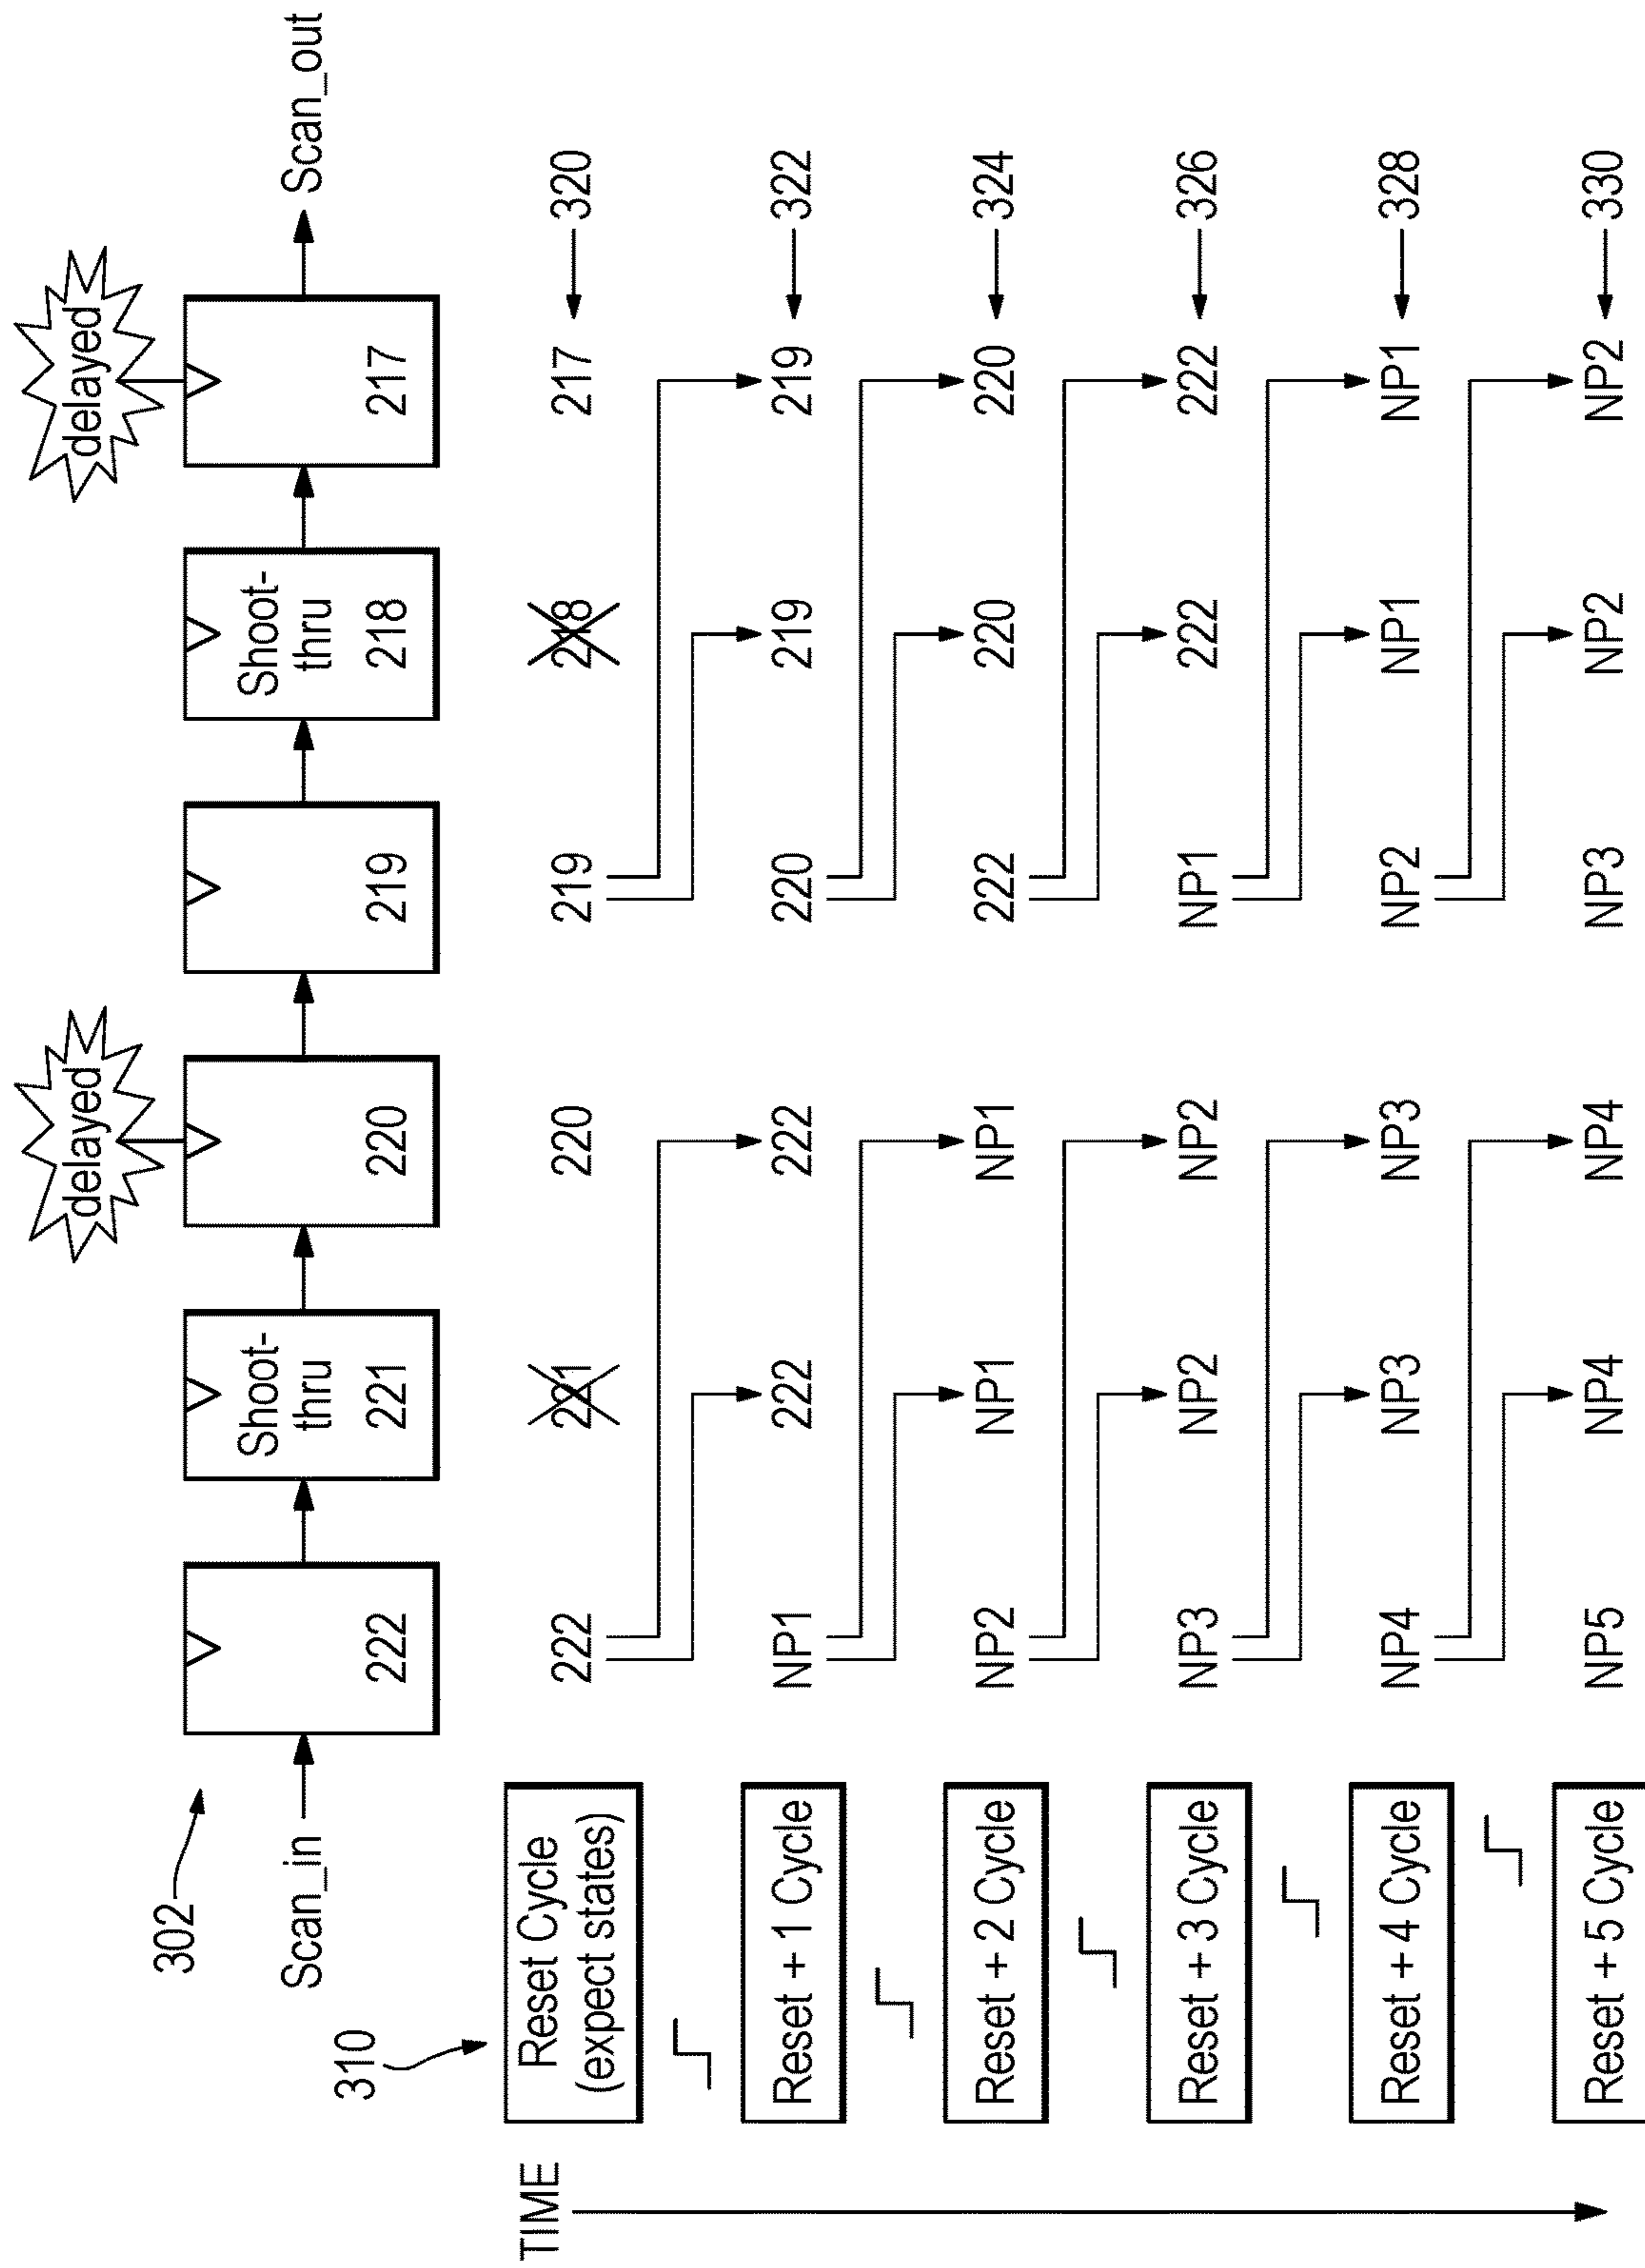 delayed
delayed
302
Scan_in
222
Shoot-
thru
221
220
219
Shoot-
thru
218
217
Scan_out
310
TIME
Reset Cycle
(expect states)
222
221
220
219
218
217
320
Reset + 1 Cycle
NP1
222
222
220
219
219
322
Reset + 2 Cycle
NP2
NP1
NP1
222
220
220
324
Reset + 3 Cycle
NP3
NP2
NP2
NP1
222
222
326
Reset + 4 Cycle
NP4
NP3
NP3
NP2
NP1
NP1
328
Reset + 5 Cycle
NP5
NP4
NP4
NP3
NP2
NP2
330